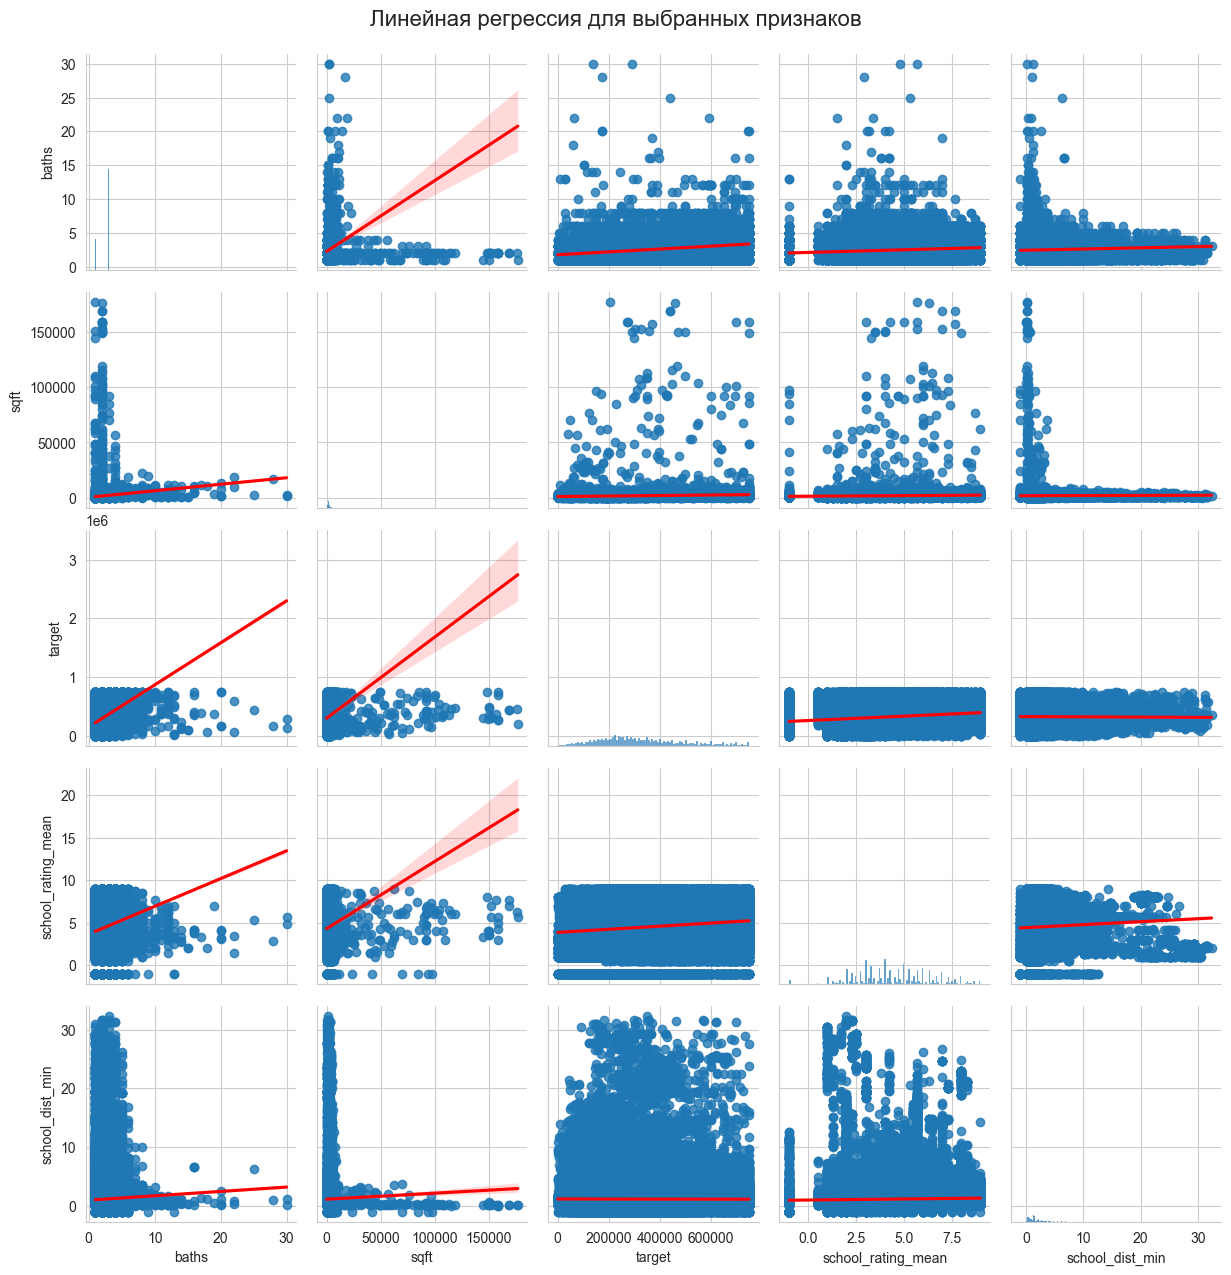 Линейная регрессия для выбранных признаков
30
25
20
15
10
5
0
baths
150000
100000
50000
0
sqft
1e6
3
2
1
0
target
20
15
10
5
0
school_rating_mean
30
20
10
0
school_dist_min
0 10 20 30
baths
0 50000 100000 150000
sqft
0 200000 400000 600000
target
0.0 2.5 5.0 7.5
school_rating_mean
0 10 20 30
school_dist_min